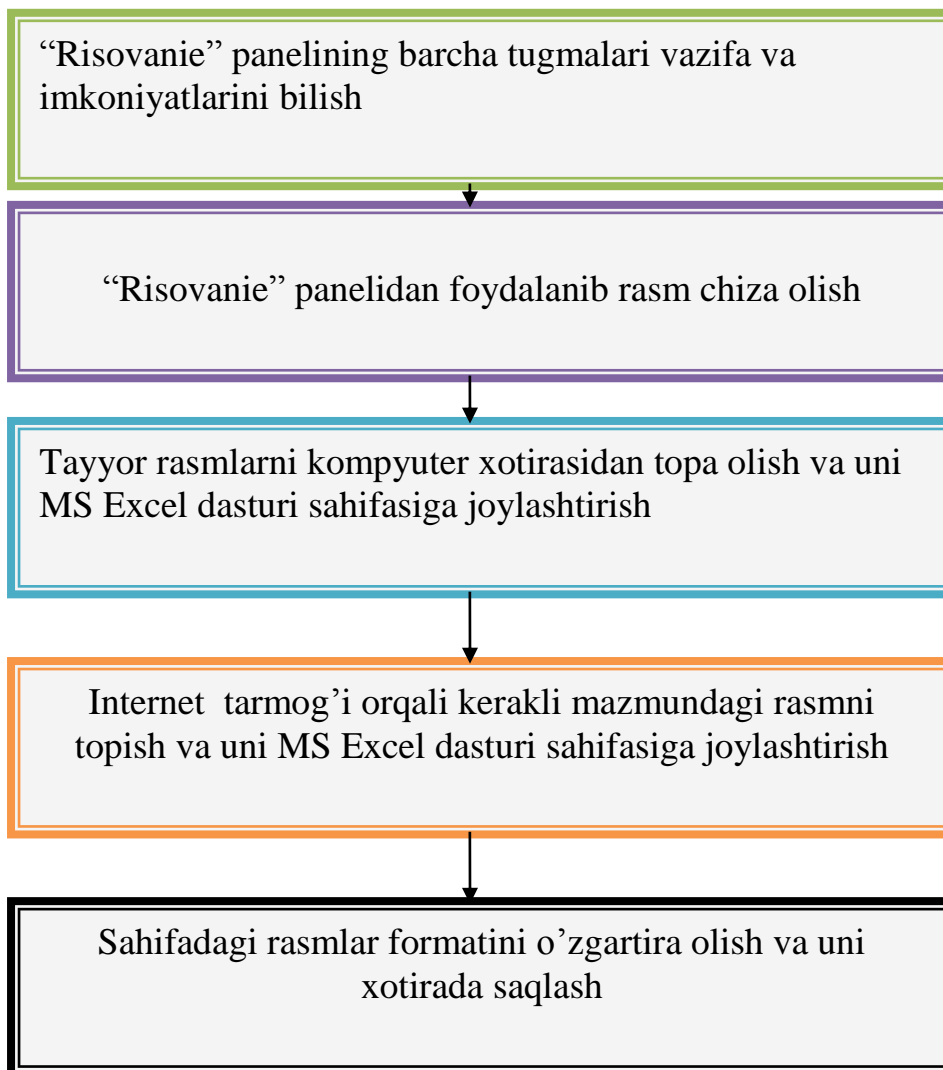 “Risovanie” panelining barcha tugmalari vazifa va
imkoniyatlarini bilish
“Risovanie” panelidan foydalanib rasm chiza olish
Tayyor rasmlarni kompyuter xotirasidan topa olish va uni
MS Excel dasturi sahifasiga joylashtirish
Internet  tarmog’i orqali kerakli mazmundagi rasmni
topish va uni MS Excel dasturi sahifasiga joylashtirish
Sahifadagi rasmlar formatini o’zgartira olish va uni
xotirada saqlash